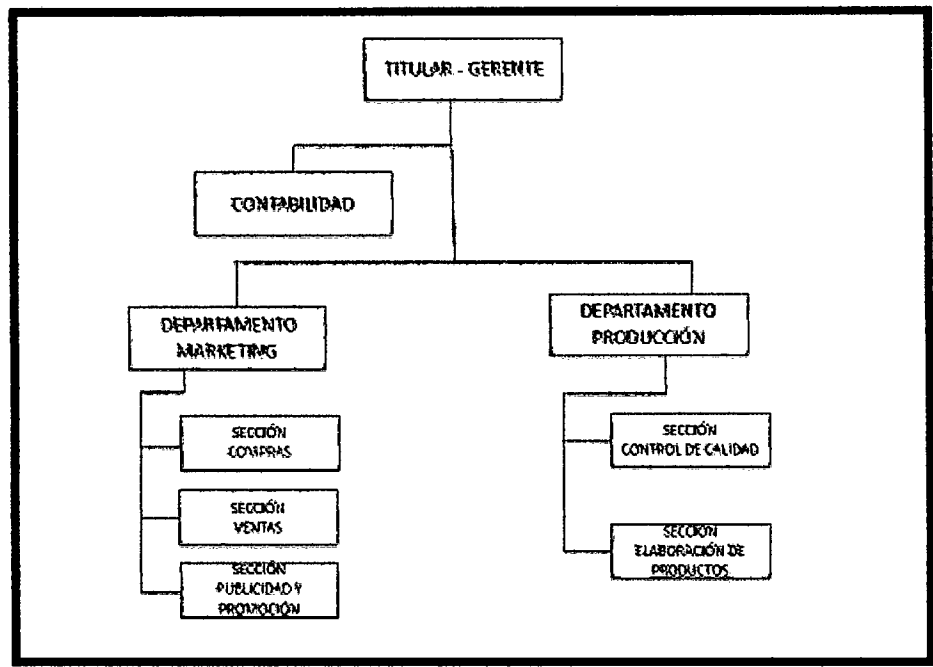 TITULAR - GERENTE
CONTABILIDAD
DEPARTAMENTO
MARKETING
SECCIÓN
COMPRAS
SECCIÓN
VENTAS
SECCIÓN
PUBLICIDAD Y
PROMOCIÓN
DEPARTAMENTO
PRODUCCIÓN
SECCIÓN
CONTROL DE CALIDAD
SECCIÓN
ELABORACIÓN DE
PRODUCTOS